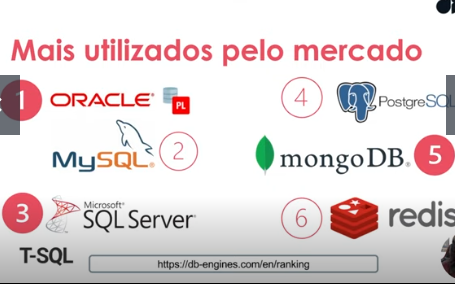 Mais utilizados pelo mercado
1 ORACLE® PL
MySQL® 2
3 Microsoft® SQL Server®
T-SQL
4 PostgreSQL
mongoDB® 5
6 redis
https://db-engines.com/en/ranking